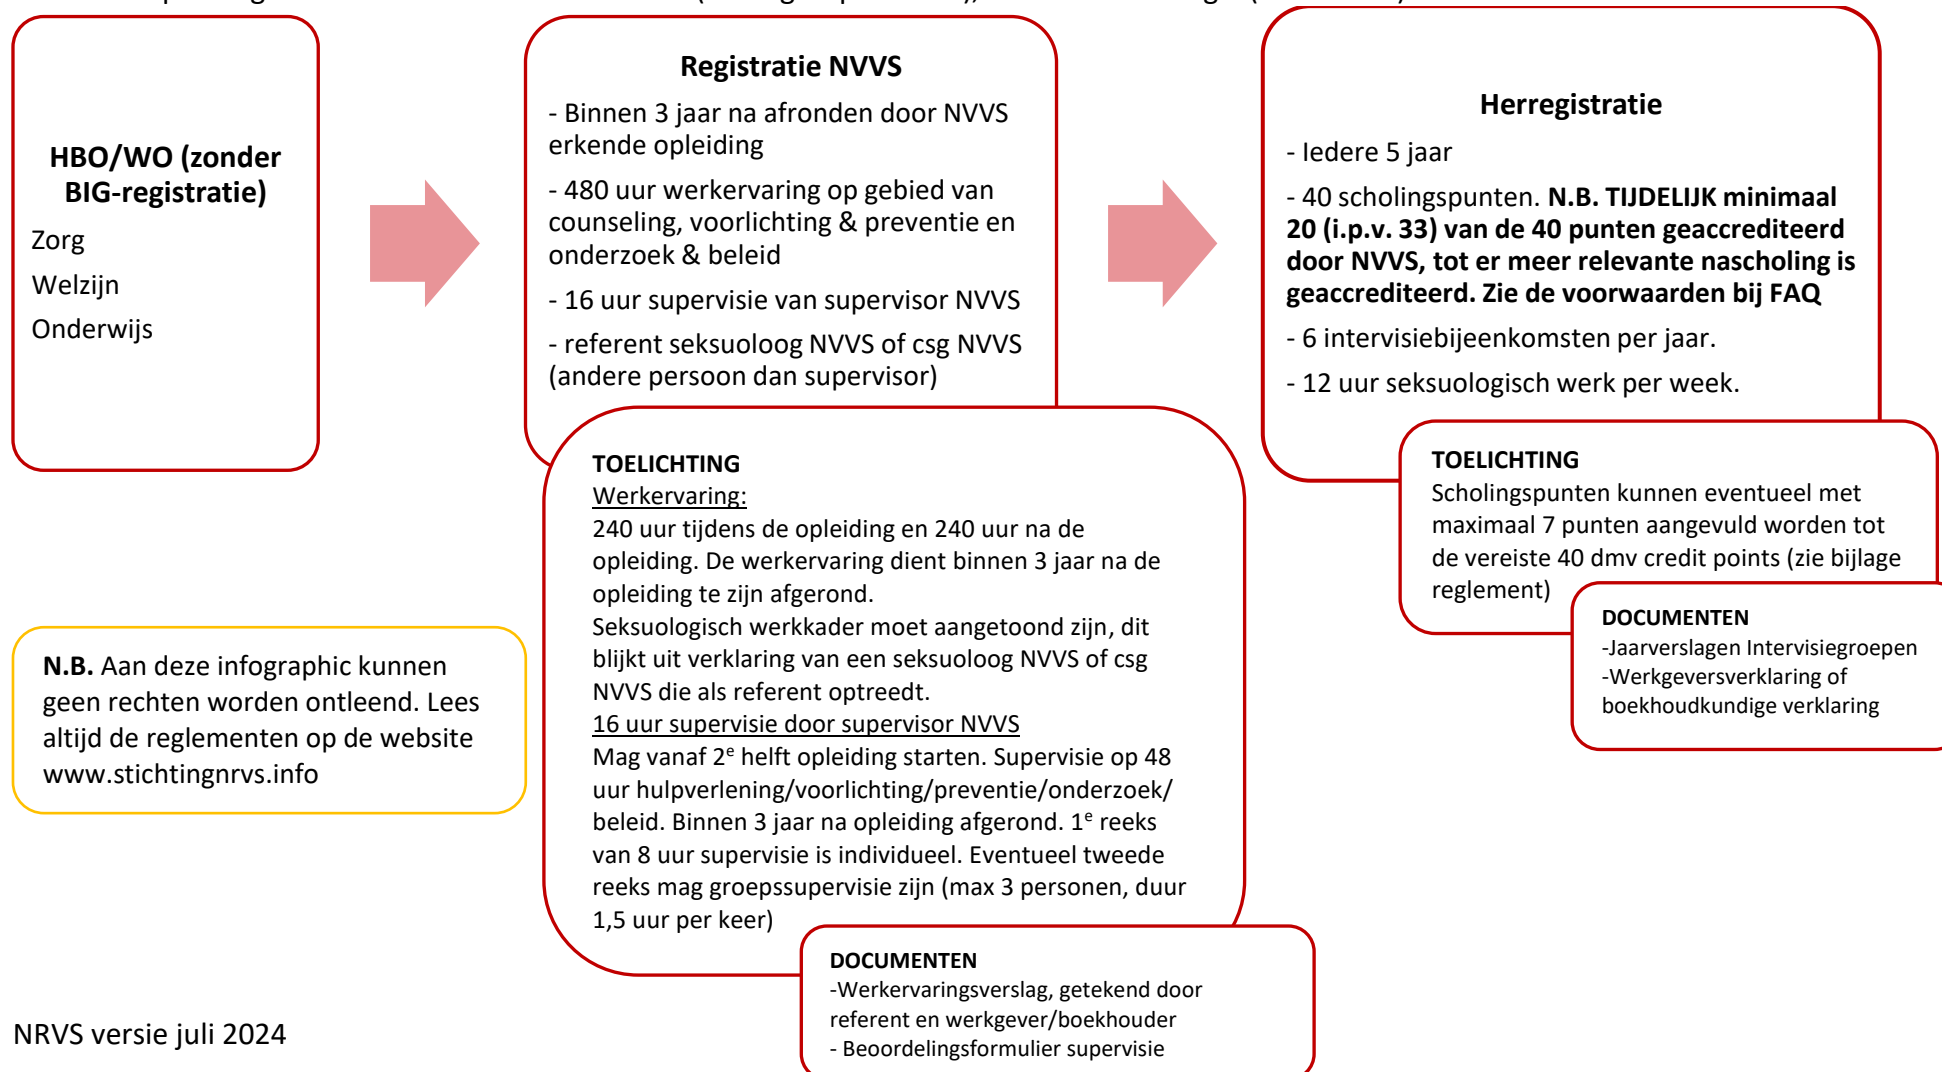 HBO/WO (zonder
BIG-registratie)
Zorg
Welzijn
Onderwijs
Registratie NVVS
- Binnen 3 jaar na afronden door NVVS
erkende opleiding
- 480 uur werkervaring op gebied van
counseling, voorlichting & preventie en
onderzoek & beleid
- 16 uur supervisie van supervisor NVVS
- referent seksuoloog NVVS of csg NVVS
(andere persoon dan supervisor)
TOELICHTING
Werkervaring:
240 uur tijdens de opleiding en 240 uur na de
opleiding. De werkervaring dient binnen 3 jaar na de
opleiding te zijn afgerond.
Seksuologisch werkkader moet aangetoond zijn, dit
blijkt uit verklaring van een seksuoloog NVVS of csg
NVVS die als referent optreedt.
16 uur supervisie door supervisor NVVS
Mag vanaf 2e helft opleiding starten. Supervisie op 48
uur hulpverlening/voorlichting/preventie/onderzoek/
beleid. Binnen 3 jaar na opleiding afgerond. 1e reeks
van 8 uur supervisie is individueel. Eventueel tweede
reeks mag groepssupervisie zijn (max 3 personen, duur
1,5 uur per keer)
DOCUMENTEN
-Werkervaringsverslag, getekend door
referent en werkgever/boekhouder
- Beoordelingsformulier supervisie
Herregistratie
- Iedere 5 jaar
- 40 scholingspunten. N.B. TIJDELIJK minimaal
20 (i.p.v. 33) van de 40 punten geaccrediteerd
door NVVS, tot er meer relevante nascholing is
geaccrediteerd. Zie de voorwaarden bij FAQ
- 6 intervisiebijeenkomsten per jaar.
- 12 uur seksuologisch werk per week.
TOELICHTING
Scholingspunten kunnen eventueel met
maximaal 7 punten aangevuld worden tot
de vereiste 40 dmv credit points (zie bijlage
reglement)
DOCUMENTEN
-Jaarverslagen Intervisiegroepen
-Werkgeversverklaring of
boekhoudkundige verklaring
N.B. Aan deze infographic kunnen
geen rechten worden ontleend. Lees
altijd de reglementen op de website
www.stichtingnrvs.info
NRVS versie juli 2024